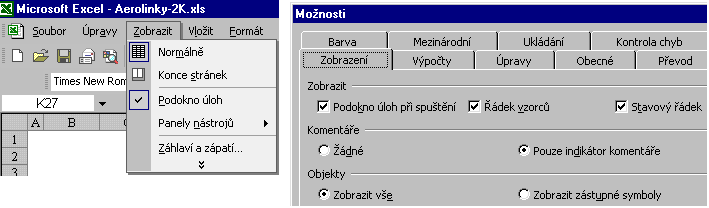 Microsoft Excel - Aerolinky-2K.xls
Soubor Úpravy Zobrazit Vložit Formát
Normálně
Konce stránek
Times New Rom
Podokno úloh
K27
Panely nástrojů
A B C
Záhlaví a zápatí...
1
2
3
Možnosti
Barva Mezinárodní Ukládání Kontrola chyb
Zobrazení Výpočty Úpravy Obecné Převod
Zobrazit
Podokno úloh při spuštění Řádek vzorců Stavový řádek
Komentáře
Žádné Pouze indikátor komentáře
Objekty
Zobrazit vše Zobrazit zástupné symboly